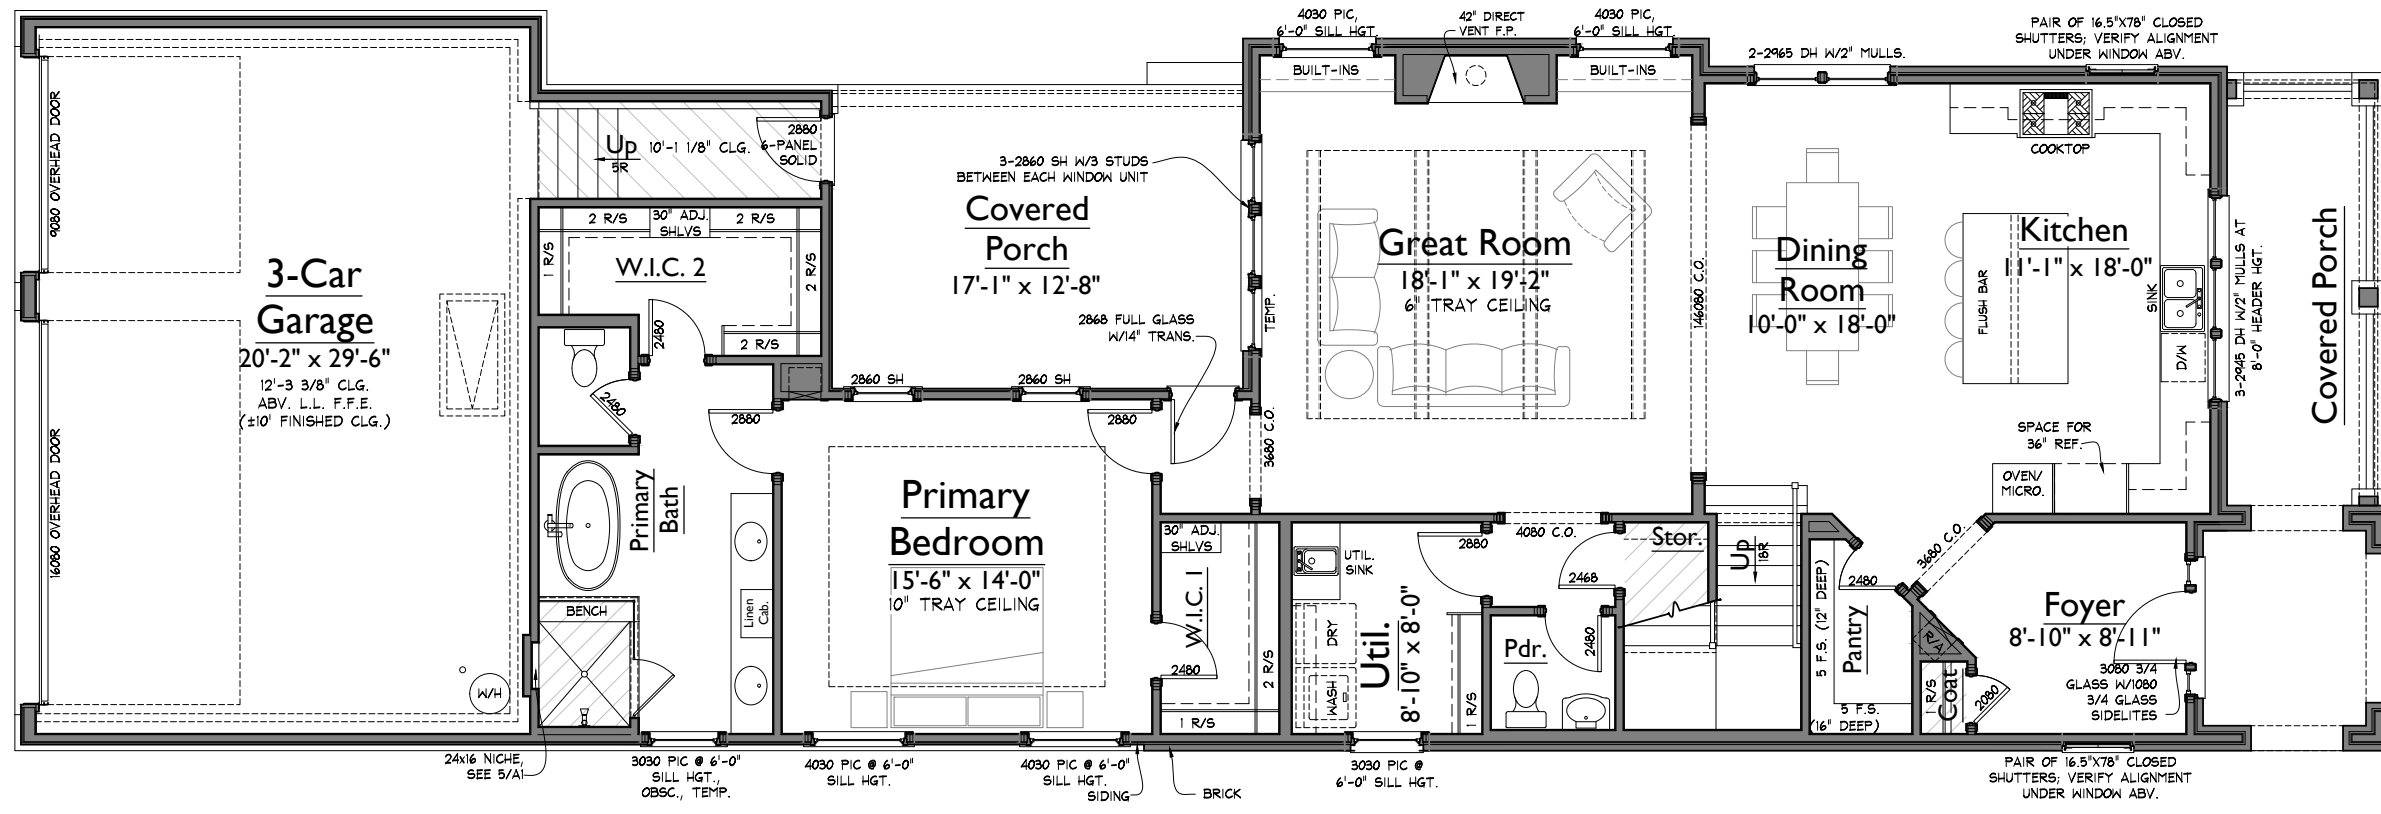 4030 PIC,
6'-0" SILL HGT.
42" DIRECT
VENT F.P.
4030 PIC,
6'-0" SILL HGT.
PAIR OF 16.5"X78" CLOSED
SHUTTERS; VERIFY ALIGNMENT
UNDER WINDOW ABV.
2-2965 DH W/2" MULLS.
BUILT-INS
BUILT-INS
9080 OVERHEAD DOOR
16080 OVERHEAD DOOR
3-Car
Garage
20'-2" x 29'-6"
12'-3 3/8" CLG.
ABV. L.L. F.F.E.
(±10' FINISHED CLG.)
W/H
Up
3R
10'-1 1/8" CLG.
2880
6-PANEL
SOLID
2 R/S
30" ADJ.
SHLVS
2 R/S
1 R/S
W.I.C. 2
2 R/S
2 R/S
2480
2480
2880
Primary
Bath
Linen
Cab.
BENCH
24x16 NICHE,
SEE 5/A1
3030 PIC @ 6'-0"
SILL HGT.,
OBSC., TEMP.
3-2860 SH W/3 STUDS
BETWEEN EACH WINDOW UNIT
Covered
Porch
17'-1" x 12'-8"
2868 FULL GLASS
W/14" TRANS.
2860 SH
2860 SH
2880
Primary
Bedroom
15'-6" x 14'-0"
10" TRAY CEILING
4030 PIC @ 6'-0"
SILL HGT.
4030 PIC @ 6'-0"
SILL HGT.
SIDING
BRICK
TEMP.
3680 C.O.
Great Room
18'-1" x 19'-2"
6" TRAY CEILING
146080 C.O.
30" ADJ.
SHLVS
W.I.C. 1
2480
2 R/S
1 R/S
UTIL.
SINK
DRY
WASH
Util.
8'-10" x 8'-0"
2880
1 R/S
3030 PIC @
6'-0" SILL HGT.
4080 C.O.
2468
Stor.
Pdr.
2480
Up
18R
Dining
Room
10'-0" x 18'-0"
COOKTOP
Kitchen
11'-1" x 18'-0"
FLUSH BAR
SINK
D/W
3-2945 DH W/2" MULLS AT
8'-0" HEADER HGT.
Covered Porch
SPACE FOR
36" REF.
OVEN/
MICRO.
3680 C.O.
2480
5 F.S. (12" DEEP)
Pantry
5 F.S.
(16" DEEP)
R/A
1 R/S
Coat
2080
Foyer
8'-10" x 8'-11"
3080 3/4
GLASS W/1080
3/4 GLASS
SIDELITES
PAIR OF 16.5"X78" CLOSED
SHUTTERS; VERIFY ALIGNMENT
UNDER WINDOW ABV.